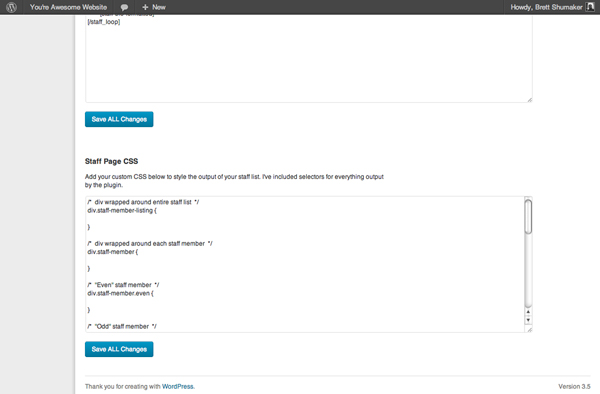 You're Awesome Website
New
Howdy, Brett Shumaker
[/staff_loop]
Save ALL Changes
Staff Page CSS
Add your custom CSS below to style the output of your staff list. I've included selectors for everything output
by the plugin.
/*  div wrapped around entire staff list  */
div.staff-member-listing {
}
/*  div wrapped around each staff member  */
div.staff-member {
}
/*  "Even" staff member  */
div.staff-member.even {
}
/*  "Odd" staff member  */
Save ALL Changes
Thank you for creating with WordPress.
Version 3.5